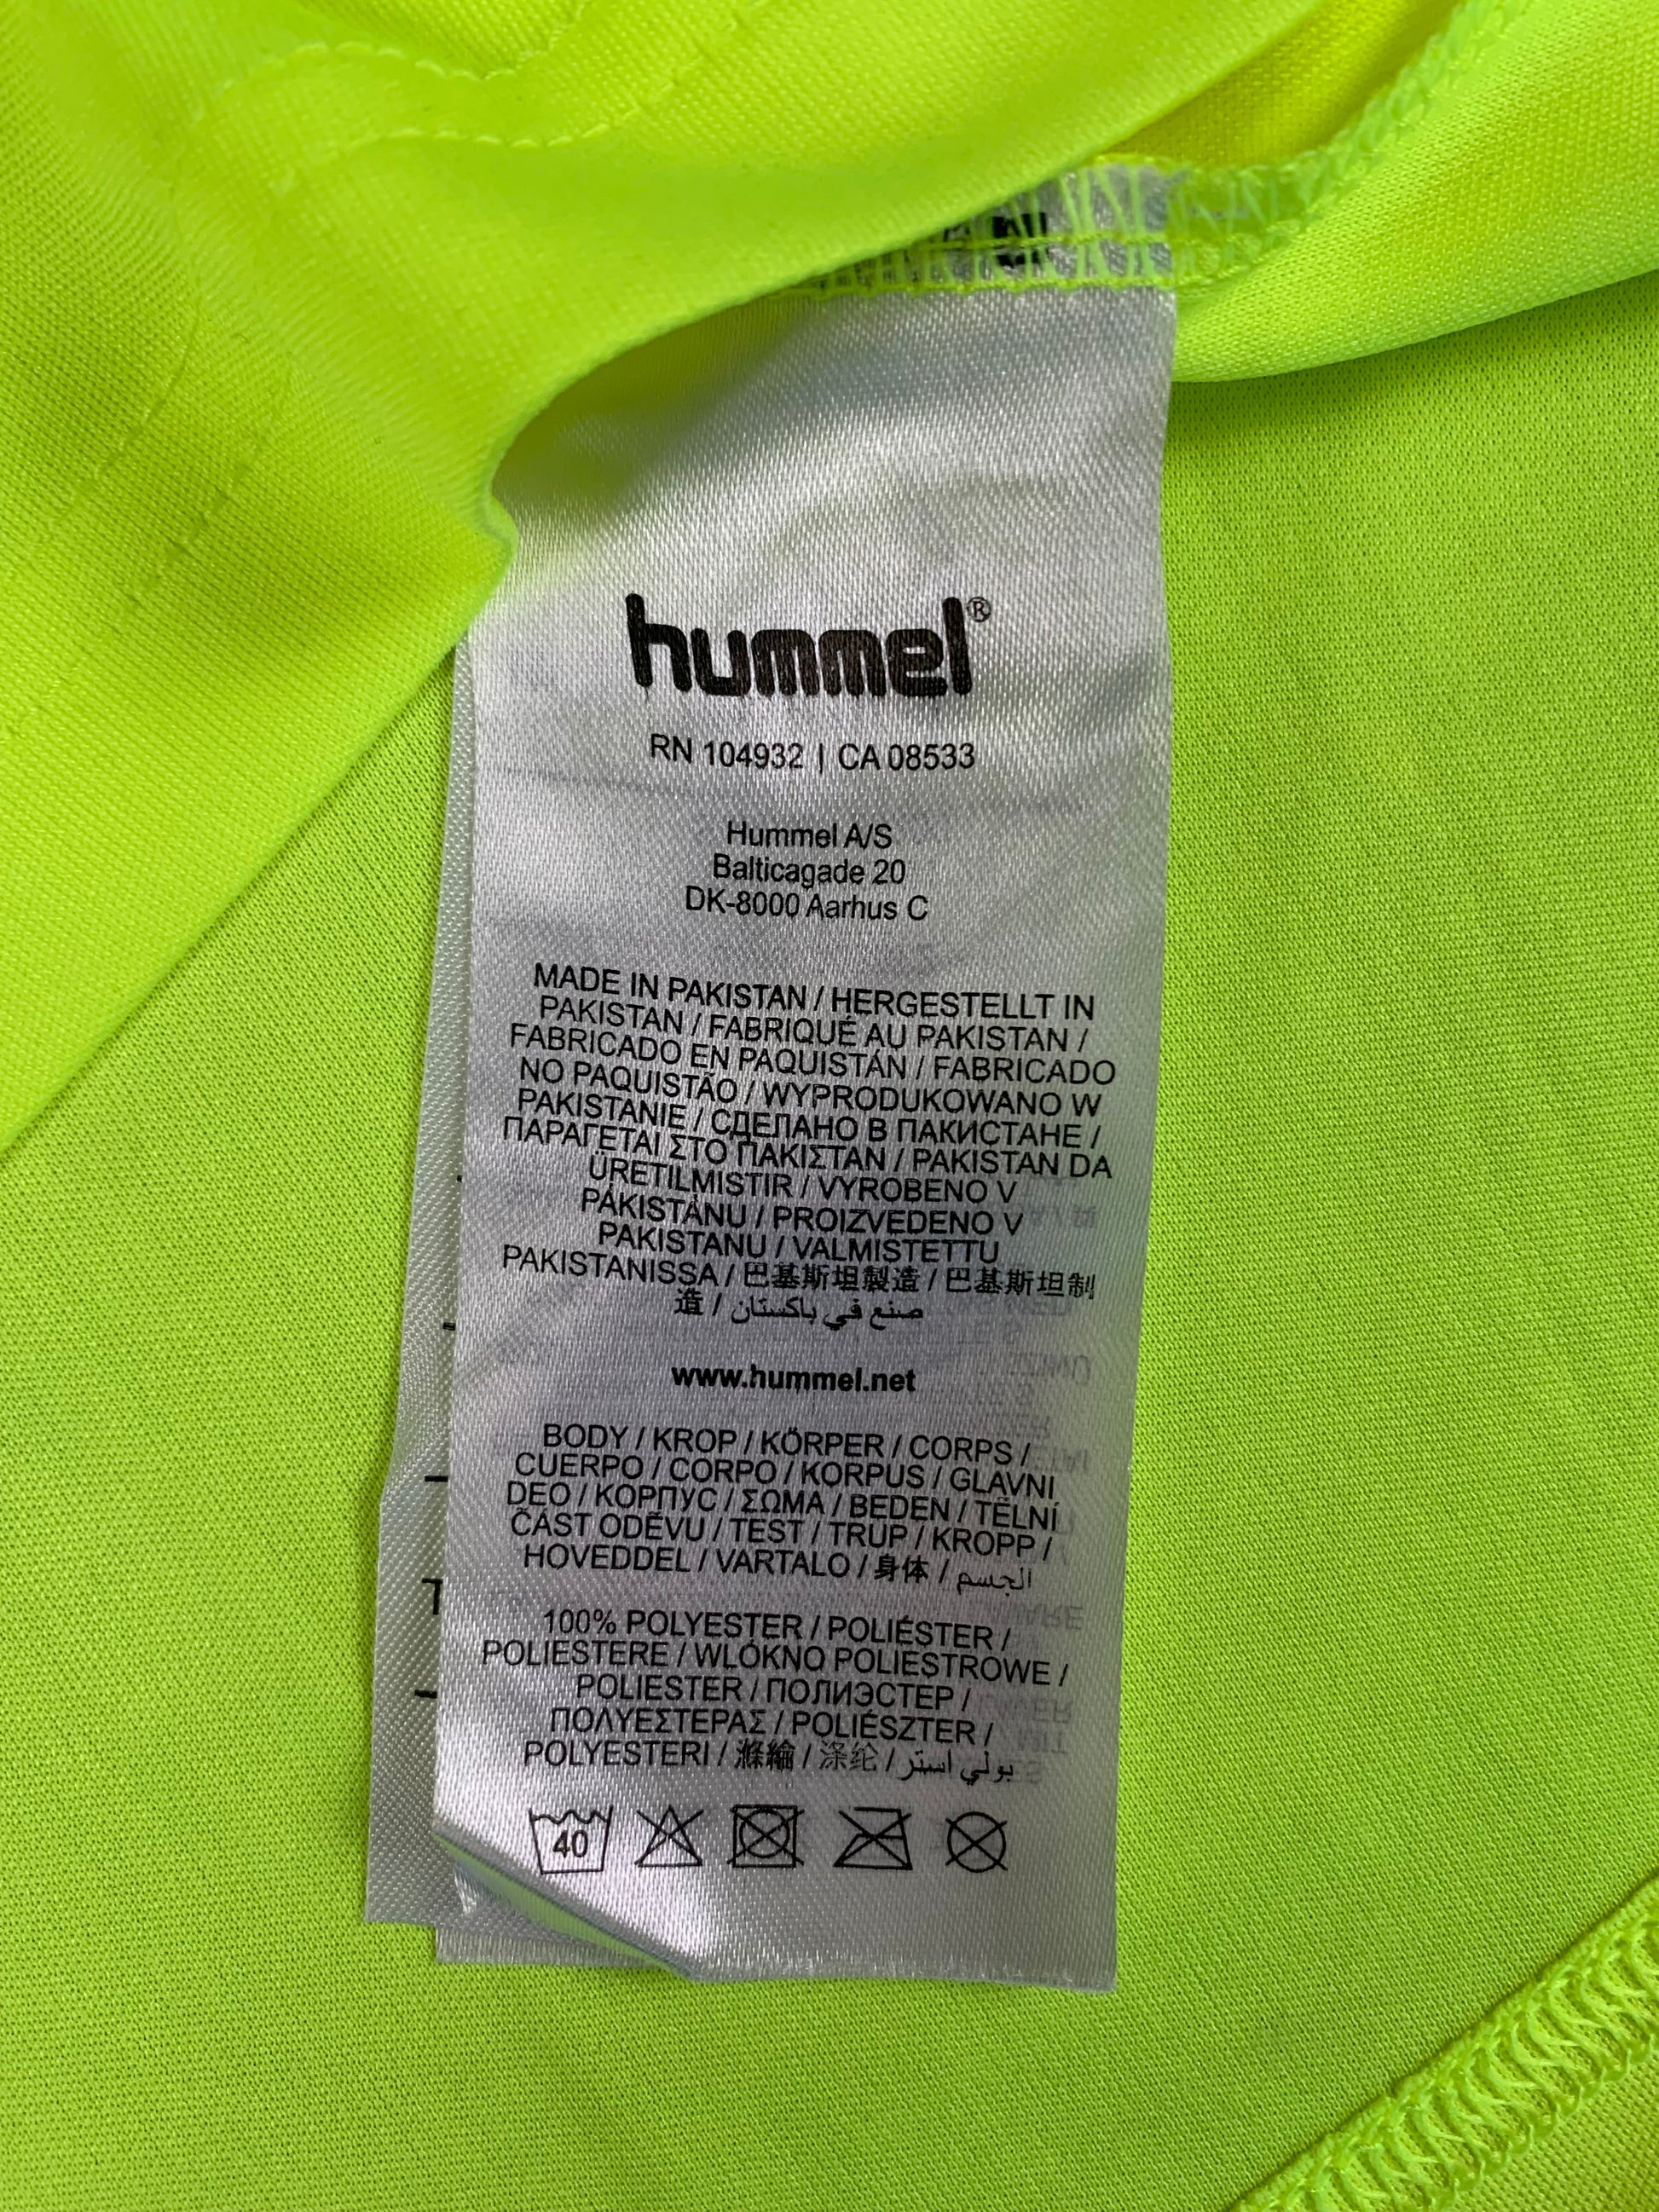 hummel®
RN 104932 | CA 08533
Hummel A/S
Balticagade 20
DK-8000 Aarhus C
MADE IN PAKISTAN / HERGESTELLT IN
PAKISTAN / FABRIQUÉ AU PAKISTAN /
FABRICADO EN PAQUISTÁN / FABRICADO
NO PAQUISTÃO / WYPRODUKOWANO W
PAKISTANIE / СДЕЛАНО В ПАКИСТАНЕ /
ΠΑΡΑΓΕΤΑΙ ΣΤΟ ΠΑΚΙΣΤΑΝ / PAKISTAN DA
ÜRETILMISTIR / VYROBENO V
PÁKISTÁNU / PROIZVEDENO V
PAKISTANU / VALMISTETTU
PAKISTANISSA / 巴基斯坦製造 / 巴基斯坦制
造 / صنع في باكستان
www.hummel.net
BODY / KROP / KÖRPER / CORPS /
CUERPO / CORPO / KORPUS / GLAVNI
DEO / КОРПУС / ΣΩΜΑ / BEDEN / TĚLNÍ
ČÁST ODĚVU / TEST / TRUP / KROPP /
HOVEDDEL / VARTALO / 身体 / الجسم
100% POLYESTER / POLIÉSTER /
POLIESTERE / WLÓKNO POLIESTROWE /
POLIESTER / ПОЛИЭСТЕР /
ΠΟΛΥΕΣΤΕΡΑΣ / POLIÉSZTER /
POLYESTERI / 滌綸 / 涤纶 / بولي استر
40